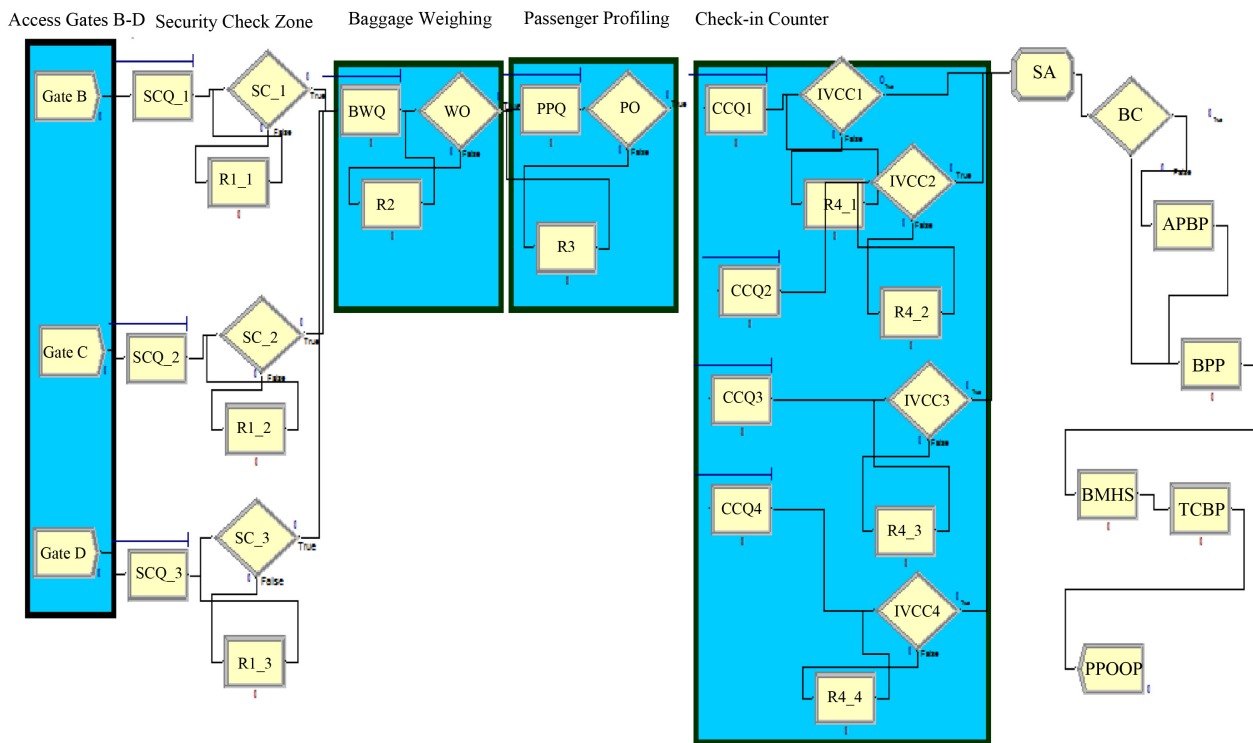 Access Gates B-D Security Check Zone Baggage Weighing Passenger Profiling Check-in Counter
Gate B
SCQ_1
SC_1
True
False
R1_1
BWQ
WO
True
False
R2
PPQ
PO
True
False
R3
CCQ1
IVCC1
True
False
R4_1
IVCC2
True
False
CCQ2
R4_2
SA
BC
True
False
APBP
Gate C
SCQ_2
SC_2
True
False
R1_2
CCQ3
IVCC3
True
False
R4_3
BPP
CCQ4
BMHS
TCBP
Gate D
SCQ_3
SC_3
True
False
R1_3
IVCC4
True
False
R4_4
PPOOP